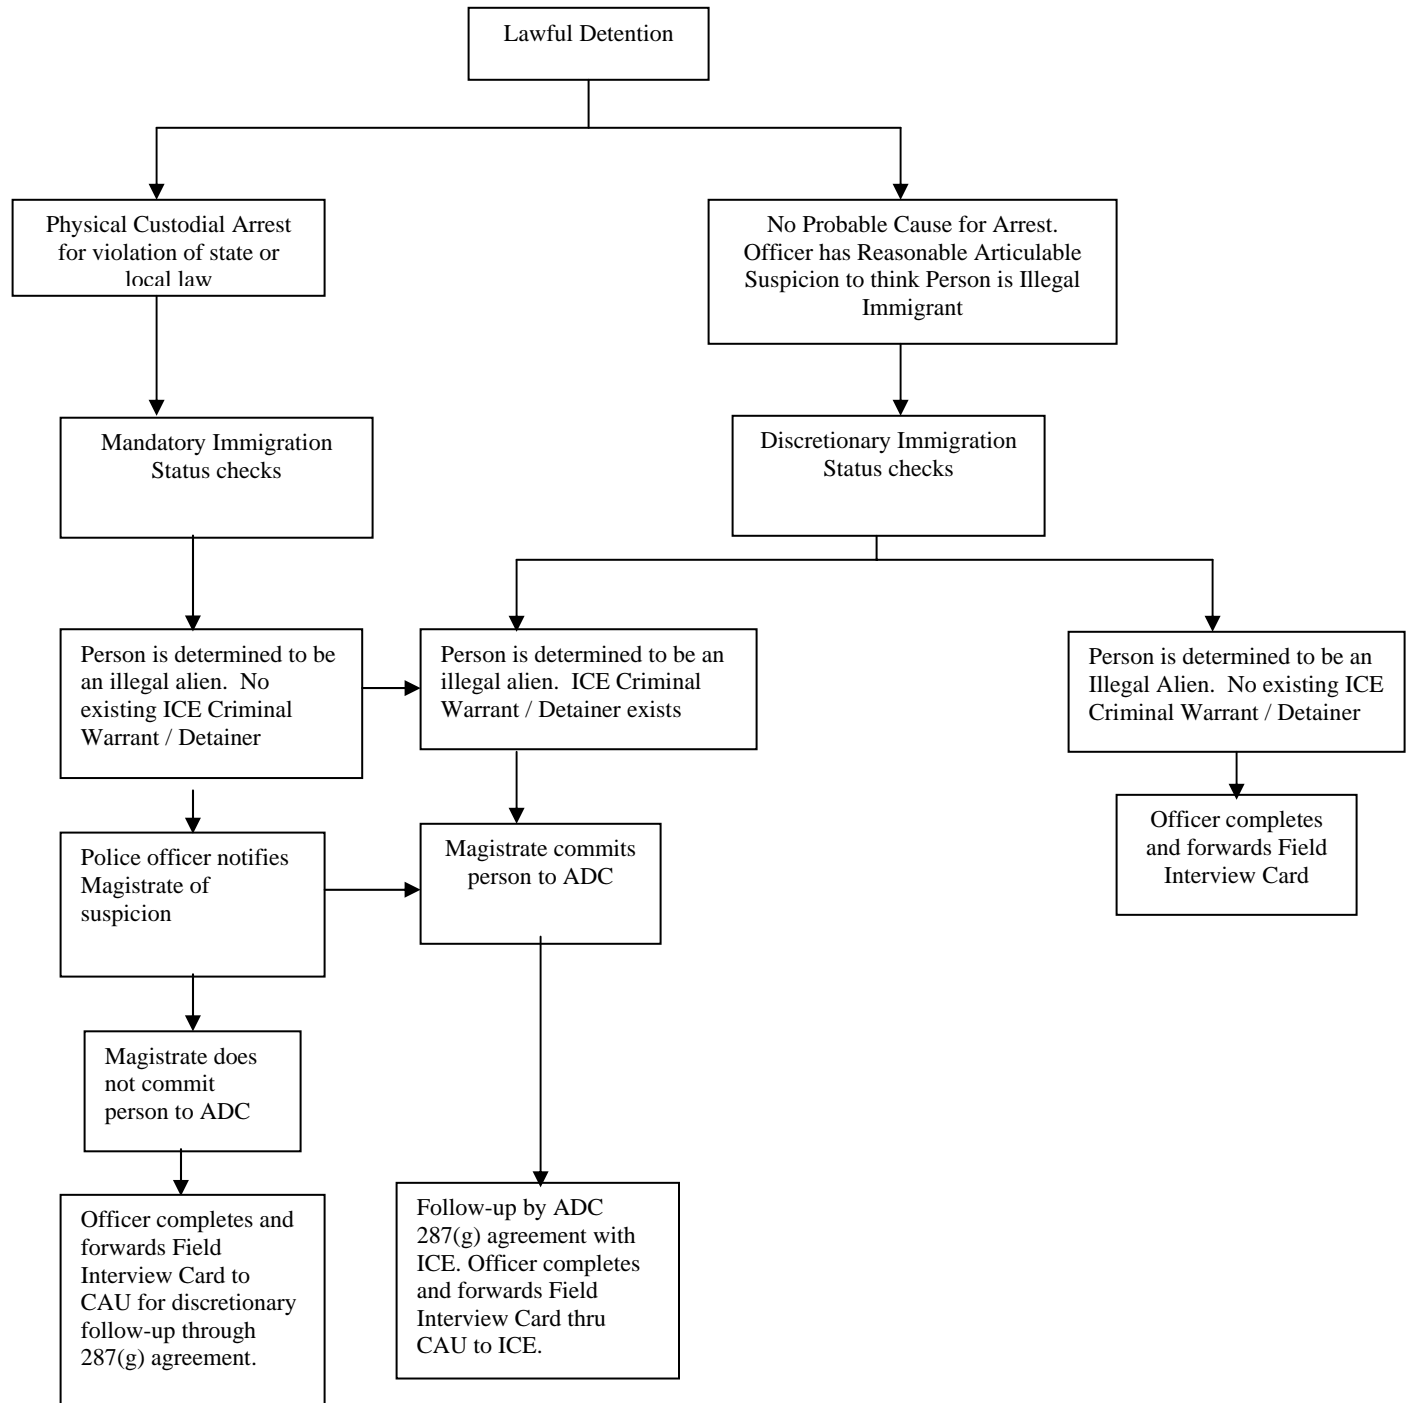 Lawful Detention
Physical Custodial Arrest
for violation of state or
local law
No Probable Cause for Arrest.
Officer has Reasonable Articulable
Suspicion to think Person is Illegal
Immigrant
Mandatory Immigration
Status checks
Discretionary Immigration
Status checks
Person is determined to be
an illegal alien.  No
existing ICE Criminal
Warrant / Detainer
Person is determined to be an
illegal alien.  ICE Criminal
Warrant / Detainer exists
Person is determined to be an
Illegal Alien.  No existing ICE
Criminal Warrant / Detainer
Police officer notifies
Magistrate of
suspicion
Magistrate commits
person to ADC
Officer completes
and forwards Field
Interview Card
Magistrate does
not commit
person to ADC
Officer completes and
forwards Field
Interview Card to
CAU for discretionary
follow-up through
287(g) agreement.
Follow-up by ADC
287(g) agreement with
ICE. Officer completes
and forwards Field
Interview Card thru
CAU to ICE.